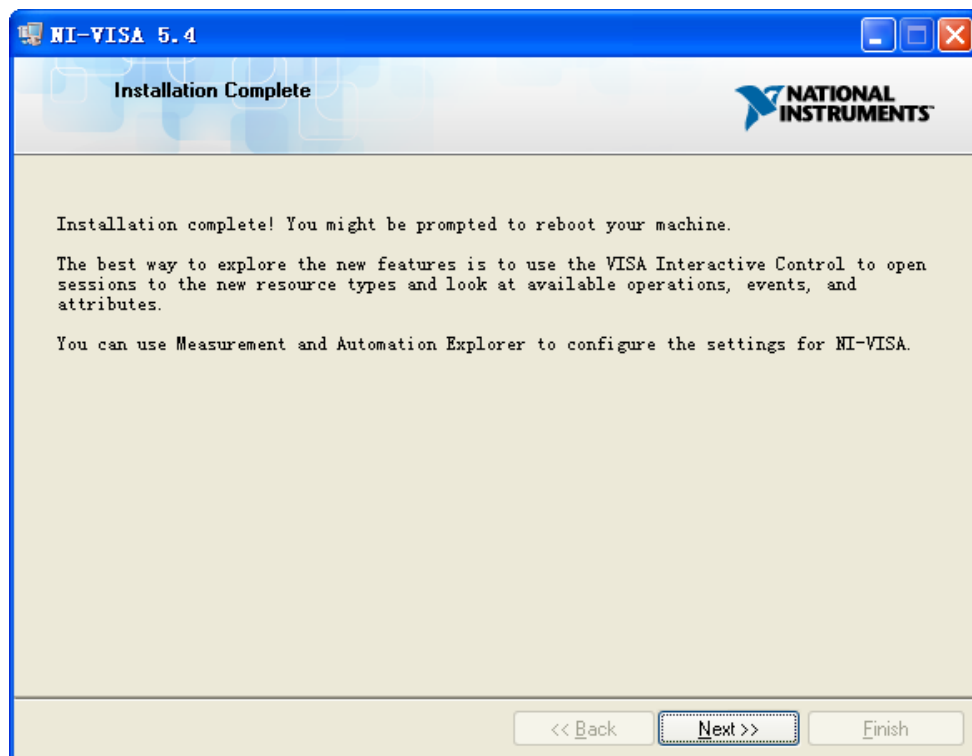 NI-VISA 5.4
Installation Complete
NATIONAL
INSTRUMENTS™
Installation complete! You might be prompted to reboot your machine.
The best way to explore the new features is to use the VISA Interactive Control to open
sessions to the new resource types and look at available operations, events, and
attributes.
You can use Measurement and Automation Explorer to configure the settings for NI-VISA.
<< Back
Next >>
Finish